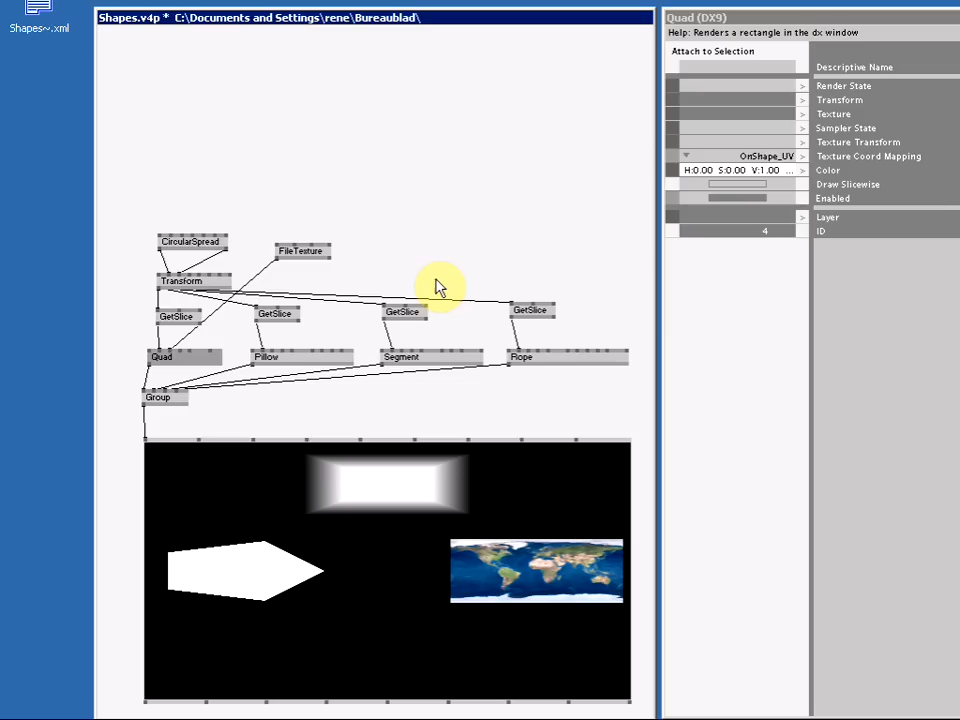 Shapes~.xml
Shapes.v4p * C:\Documents and Settings\rene\Bureaublad\
CircularSpread
FileTexture
Transform
GetSlice
GetSlice
GetSlice
GetSlice
Quad
Pillow
Segment
Rope
Group
Quad (DX9)
Help: Renders a rectangle in the dx window
Attach to Selection
Descriptive Name
> Render State
> Transform
> Texture
> Sampler State
> Texture Transform
OnShape_UV > Texture Coord Mapping
H:0.00 S:0.00 V:1.00 ... > Color
Draw Slicewise
Enabled
> Layer
4 ID